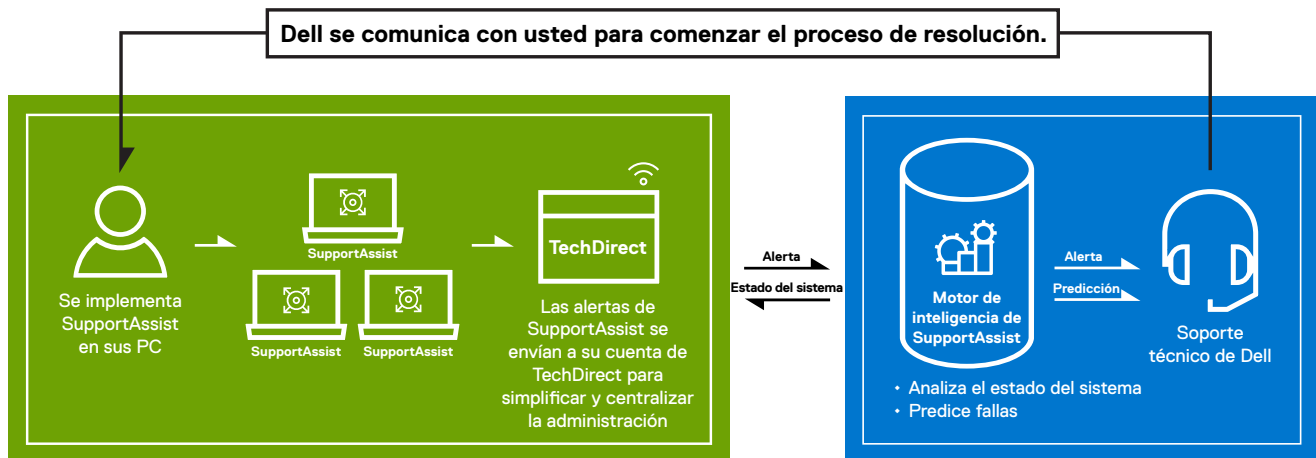 Dell se comunica con usted para comenzar el proceso de resolución.
Se implementa
SupportAssist
en sus PC
SupportAssist
SupportAssist
SupportAssist
TechDirect
Las alertas de
SupportAssist se
envían a su cuenta de
TechDirect para
simplificar y centralizar
la administración
Alerta
Estado del sistema
Motor de
inteligencia de
SupportAssist
• Analiza el estado del sistema
• Predice fallas
Alerta
Predicción
Soporte
técnico de Dell